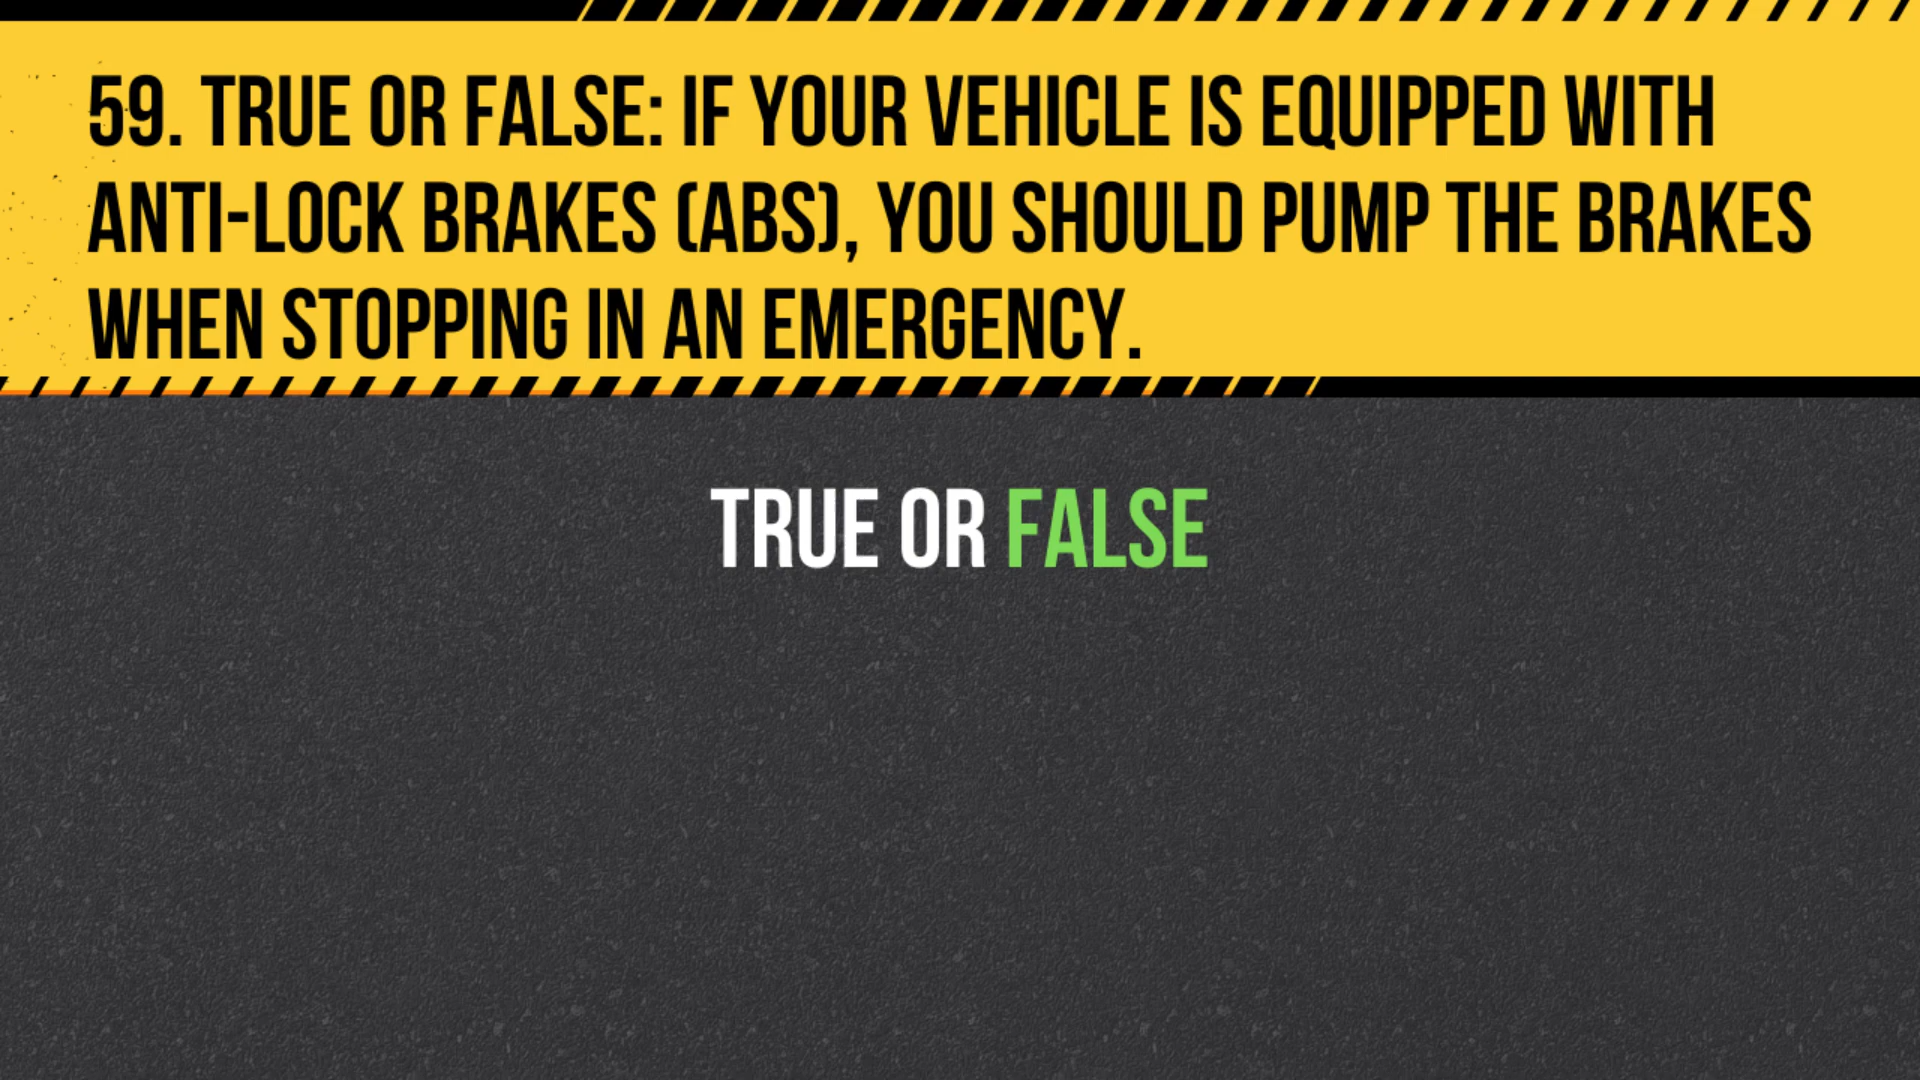 59. TRUE OR FALSE: IF YOUR VEHICLE IS EQUIPPED WITH
ANTI-LOCK BRAKES (ABS), YOU SHOULD PUMP THE BRAKES
WHEN STOPPING IN AN EMERGENCY.
TRUE OR FALSE